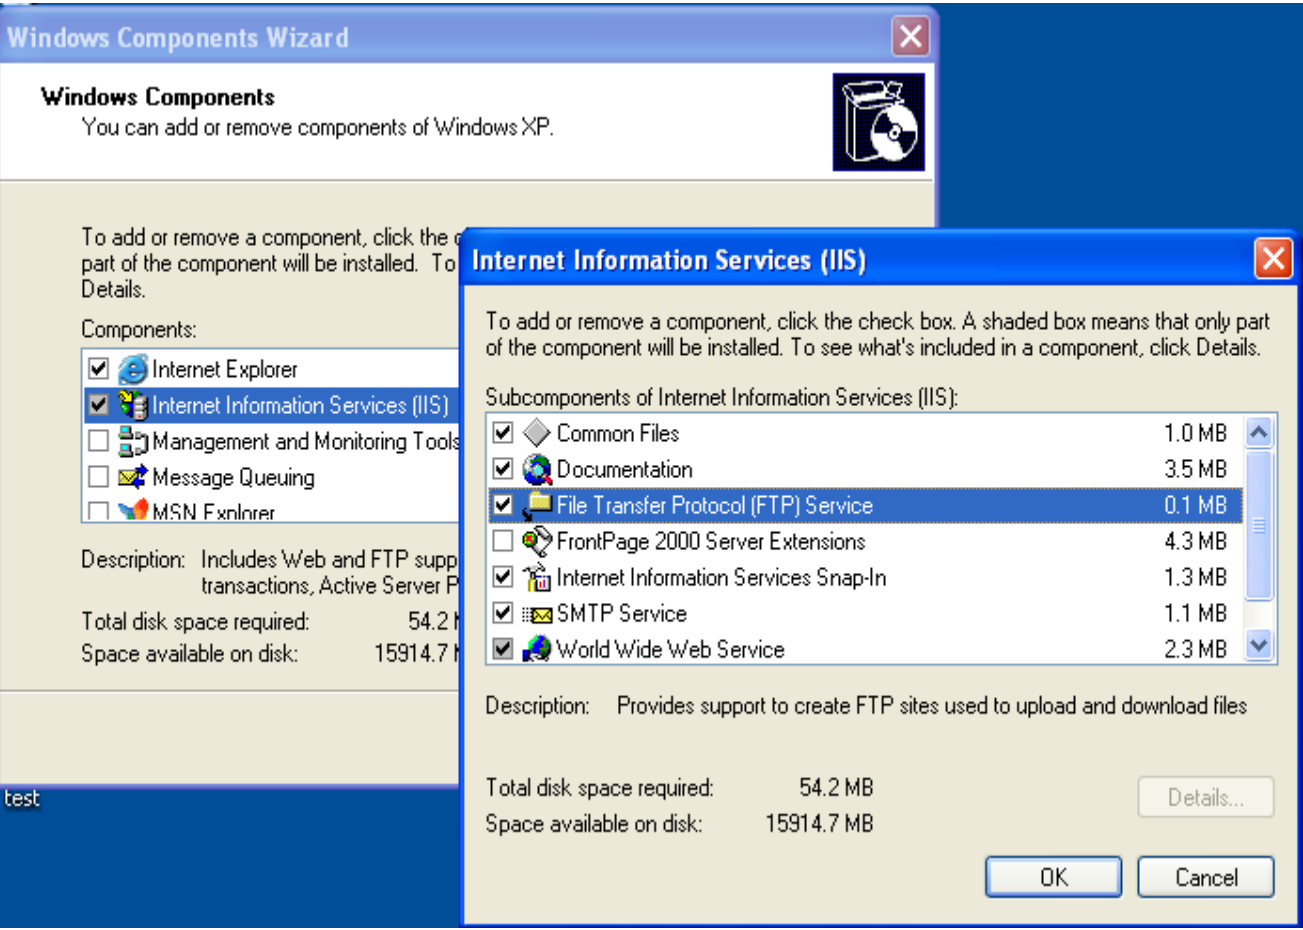 Windows Components Wizard
Windows Components
You can add or remove components of Windows XP.
To add or remove a component, click the
part of the component will be installed. To
Details.
Components:
Internet Explorer
Internet Information Services (IIS)
Management and Monitoring Tools
Message Queuing
MSN Explorer
Description: Includes Web and FTP supp
transactions, Active Server P
Total disk space required: 54.2
Space available on disk: 15914.7
test
Internet Information Services (IIS)
To add or remove a component, click the check box. A shaded box means that only part
of the component will be installed. To see what's included in a component, click Details.
Subcomponents of Internet Information Services (IIS):
Common Files 1.0 MB
Documentation 3.5 MB
File Transfer Protocol (FTP) Service 0.1 MB
FrontPage 2000 Server Extensions 4.3 MB
Internet Information Services Snap-In 1.3 MB
SMTP Service 1.1 MB
World Wide Web Service 2.3 MB
Description: Provides support to create FTP sites used to upload and download files
Total disk space required: 54.2 MB
Space available on disk: 15914.7 MB
Details...
OK
Cancel